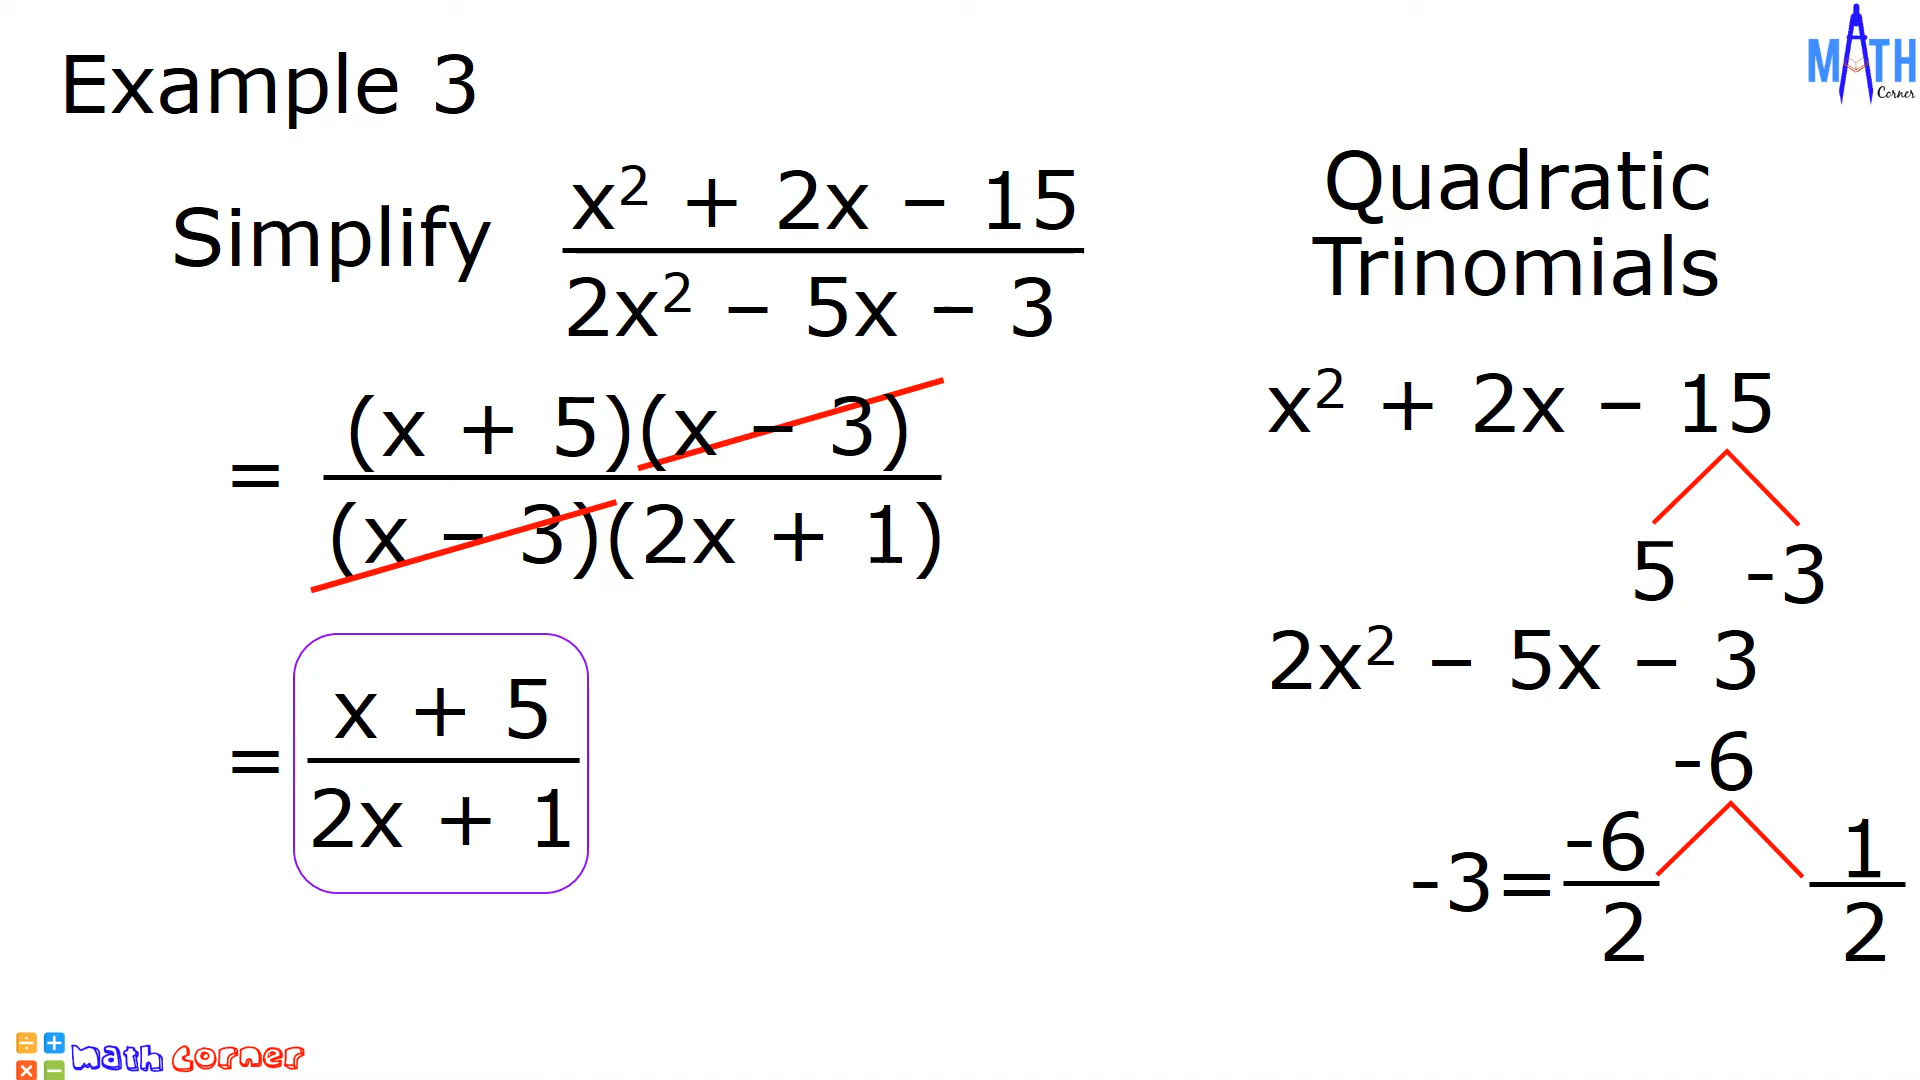 Example 3
MATH
Corner
Simplify
x² + 2x – 15
2x² – 5x – 3
= (x + 5)(x – 3)
(x – 3)(2x + 1)
= x + 5
2x + 1
Quadratic
Trinomials
x² + 2x – 15
5 -3
2x² – 5x – 3
-6
-3= -6 1
2 2
÷ +
× −
math corner